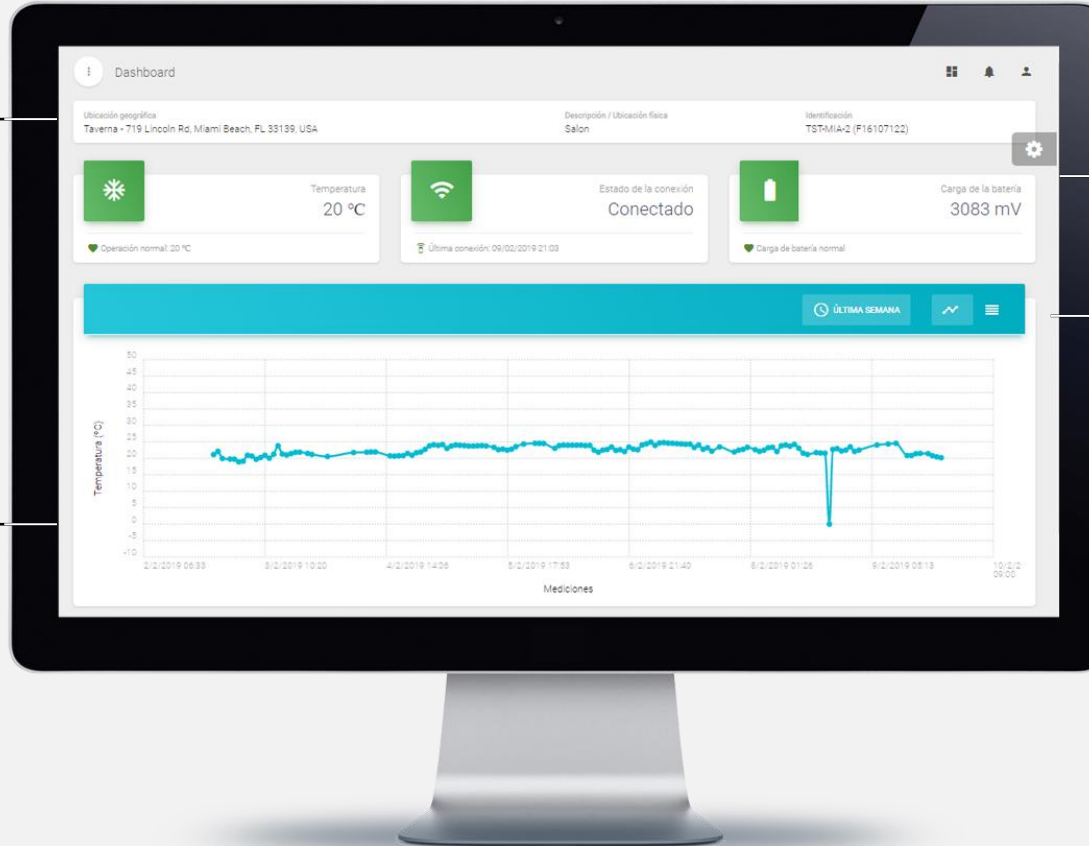 Dashboard
Ubicación geográfica
Taverna - 719 Lincoln Rd, Miami Beach, FL 33139, USA
Descripción / Ubicación física
Salon
Identificación
TST-MIA-2 (F16107122)
Temperatura
20 ºC
Operación normal: 20 ºC
Estado de la conexión
Conectado
Última conexión: 09/02/2019 21:03
Carga de la batería
3083 mV
Carga de batería normal
ÚLTIMA SEMANA
Temperatura (ºC)
50
45
40
35
30
25
20
15
10
5
0
-5
-10
2/2/2019 06:33
3/2/2019 10:20
4/2/2019 14:06
5/2/2019 17:53
6/2/2019 21:40
8/2/2019 01:26
9/2/2019 05:13
10/2/2
09:00
Mediciones